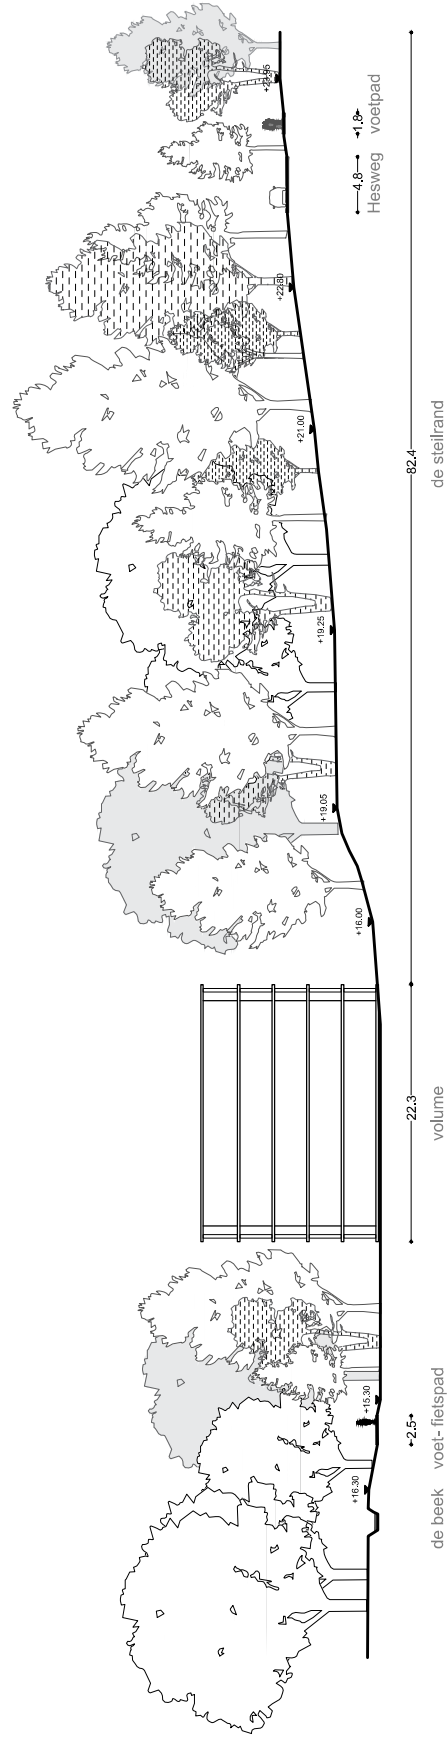 +16.30
+15.30
+16.00
+19.05
+19.25
+21.00
+22.80
4.8 1.8
Hesweg voetpad
2.5 22.3 82.4
de beek voet- fietspad volume de steilrand